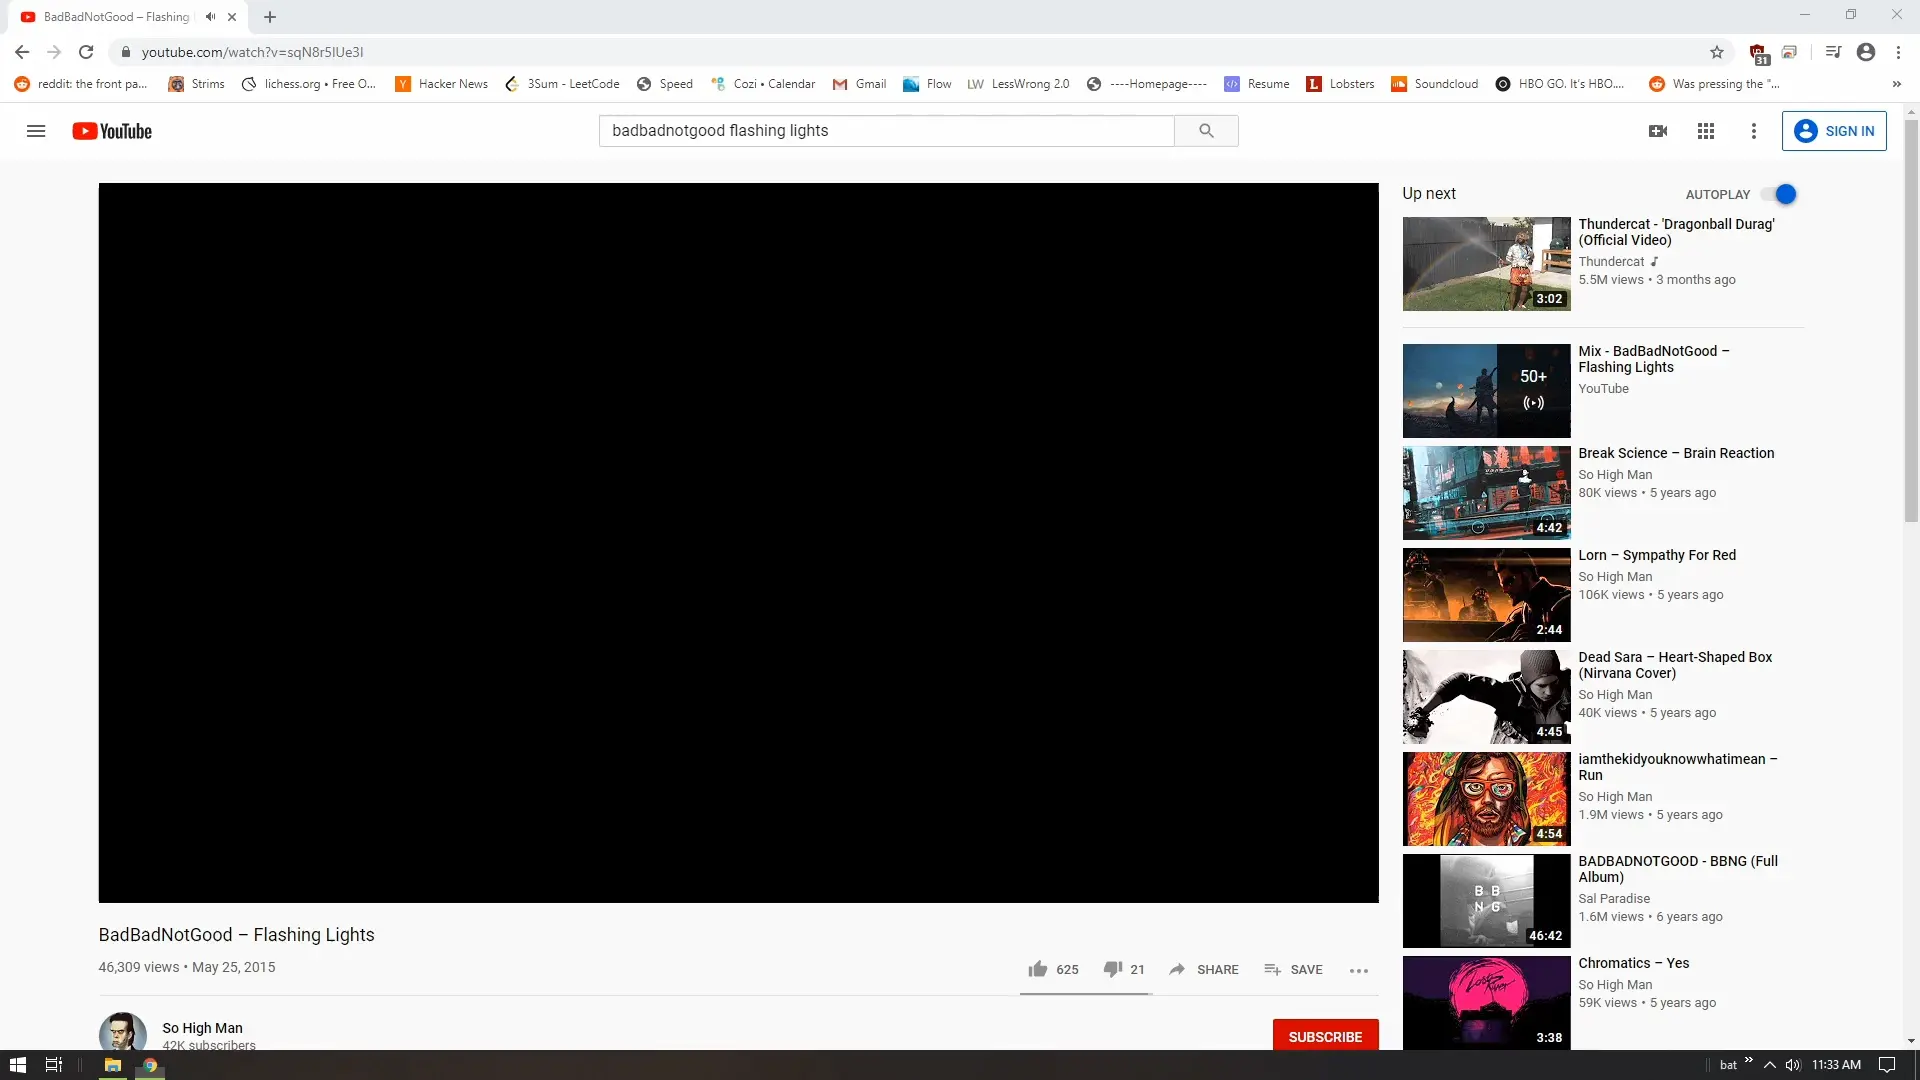 BadBadNotGood – Flashing
youtube.com/watch?v=sqN8r5lUe3I
31
reddit: the front pa...
Strims
lichess.org • Free O...
Hacker News
3Sum - LeetCode
Speed
Cozi • Calendar
Gmail
Flow
LW LessWrong 2.0
----Homepage----
Resume
Lobsters
Soundcloud
HBO GO. It's HBO....
Was pressing the "...
YouTube
badbadnotgood flashing lights
SIGN IN
Up next
AUTOPLAY
Thundercat - 'Dragonball Durag'
(Official Video)
Thundercat
5.5M views • 3 months ago
3:02
Mix - BadBadNotGood –
Flashing Lights
YouTube
50+
Break Science – Brain Reaction
So High Man
80K views • 5 years ago
4:42
Lorn – Sympathy For Red
So High Man
106K views • 5 years ago
2:44
Dead Sara – Heart-Shaped Box
(Nirvana Cover)
So High Man
40K views • 5 years ago
4:45
iamthekidyouknowwhatimean –
Run
So High Man
1.9M views • 5 years ago
4:54
BADBADNOTGOOD - BBNG (Full
Album)
Sal Paradise
1.6M views • 6 years ago
B B
N G
46:42
Chromatics – Yes
So High Man
59K views • 5 years ago
3:38
BadBadNotGood – Flashing Lights
46,309 views • May 25, 2015
625
21
SHARE
SAVE
So High Man
42K subscribers
SUBSCRIBE
bat
11:33 AM